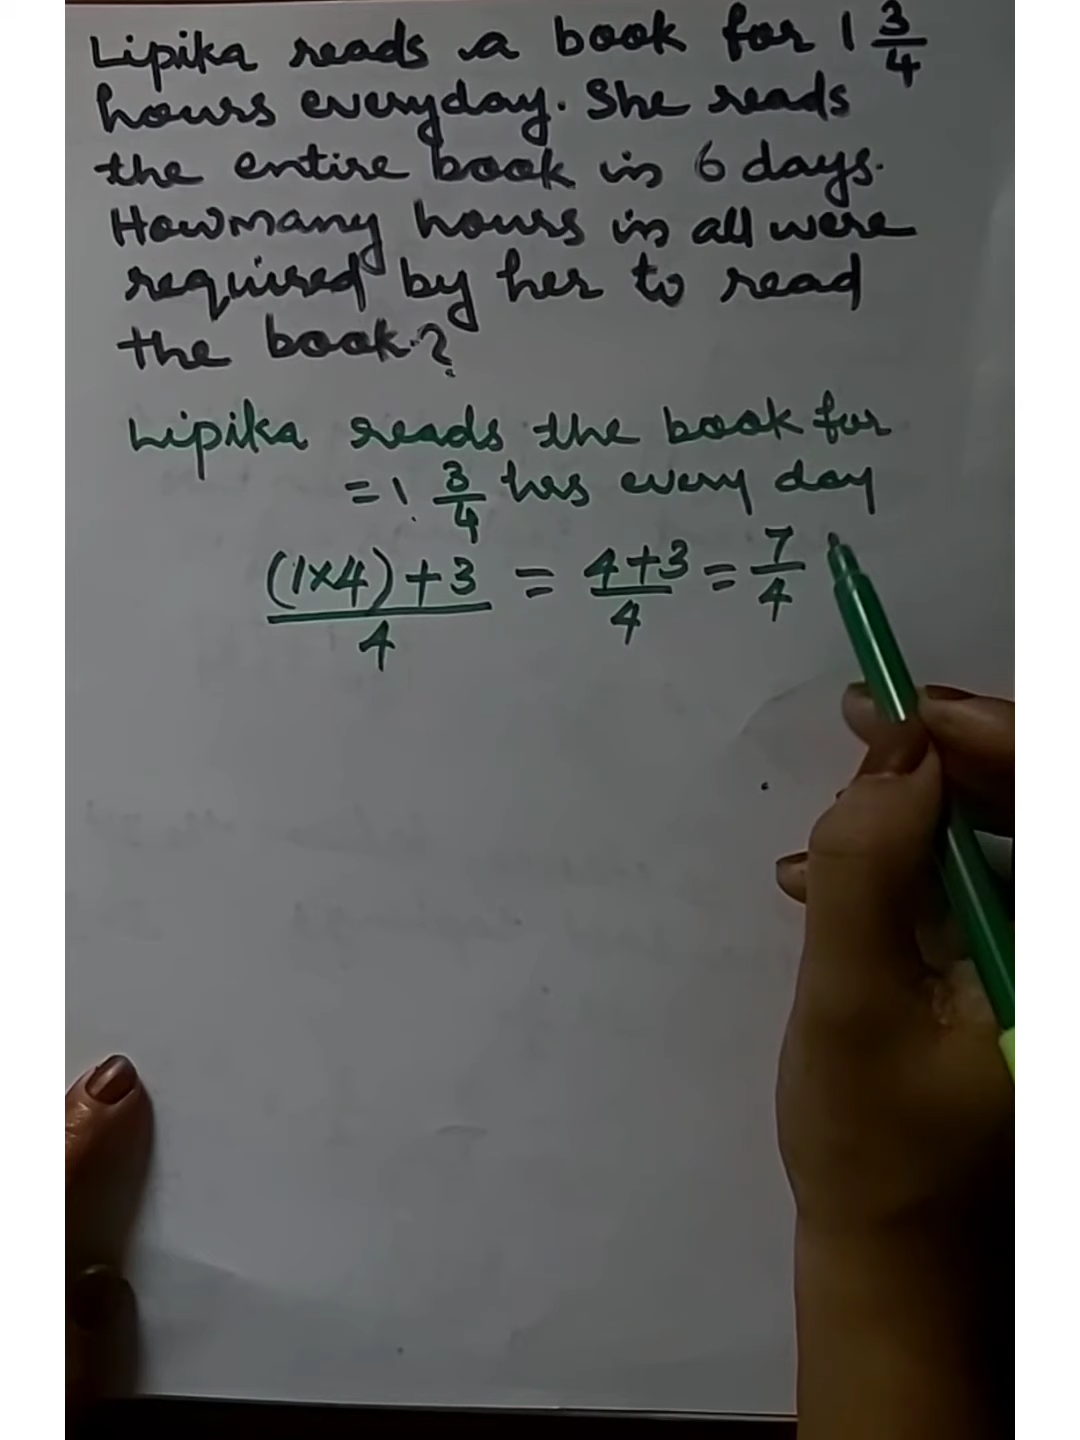 Lipika reads a book for 1 3/4
hours everyday. She reads
the entire book in 6 days.
How many hours in all were
required by her to read
the book?
Lipika reads the book for
= 1 3/4 hrs every day
((1×4)+3)/4 = (4+3)/4 = 7/4